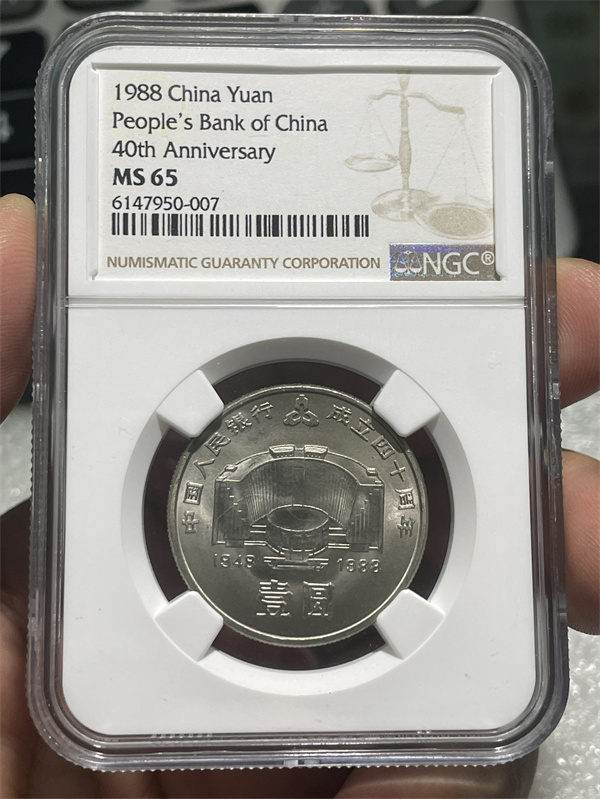 1988 China Yuan
People's Bank of China
40th Anniversary
MS 65
6147950-007
NUMISMATIC GUARANTY CORPORATION
NGC®
中国人民银行 成立四十周年
1948 1988
壹圆